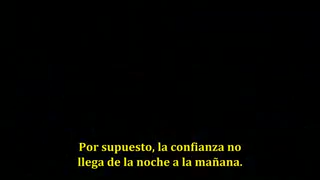 Por supuesto, la confianza no
llega de la noche a la mañana.